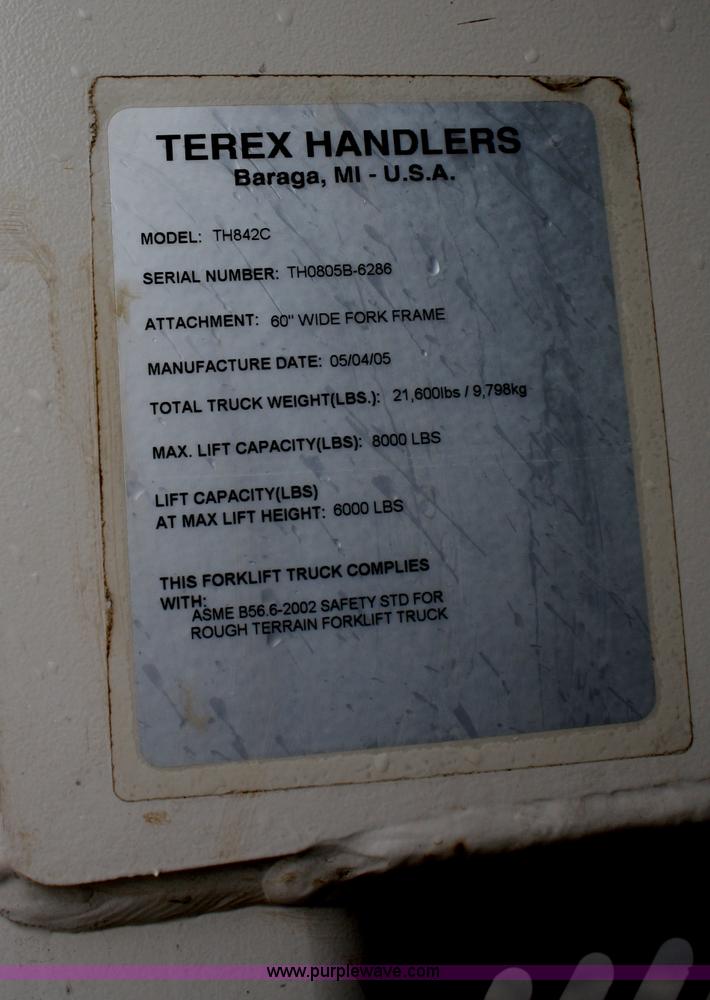 TEREX HANDLERS
Baraga, MI - U.S.A.
MODEL: TH842C
SERIAL NUMBER: TH0805B-6286
ATTACHMENT: 60" WIDE FORK FRAME
MANUFACTURE DATE: 05/04/05
TOTAL TRUCK WEIGHT(LBS.): 21,600lbs / 9,798kg
MAX. LIFT CAPACITY(LBS): 8000 LBS
LIFT CAPACITY(LBS)
AT MAX LIFT HEIGHT: 6000 LBS
THIS FORKLIFT TRUCK COMPLIES
WITH:
ASME B56.6-2002 SAFETY STD FOR
ROUGH TERRAIN FORKLIFT TRUCK
www.purplewave.com